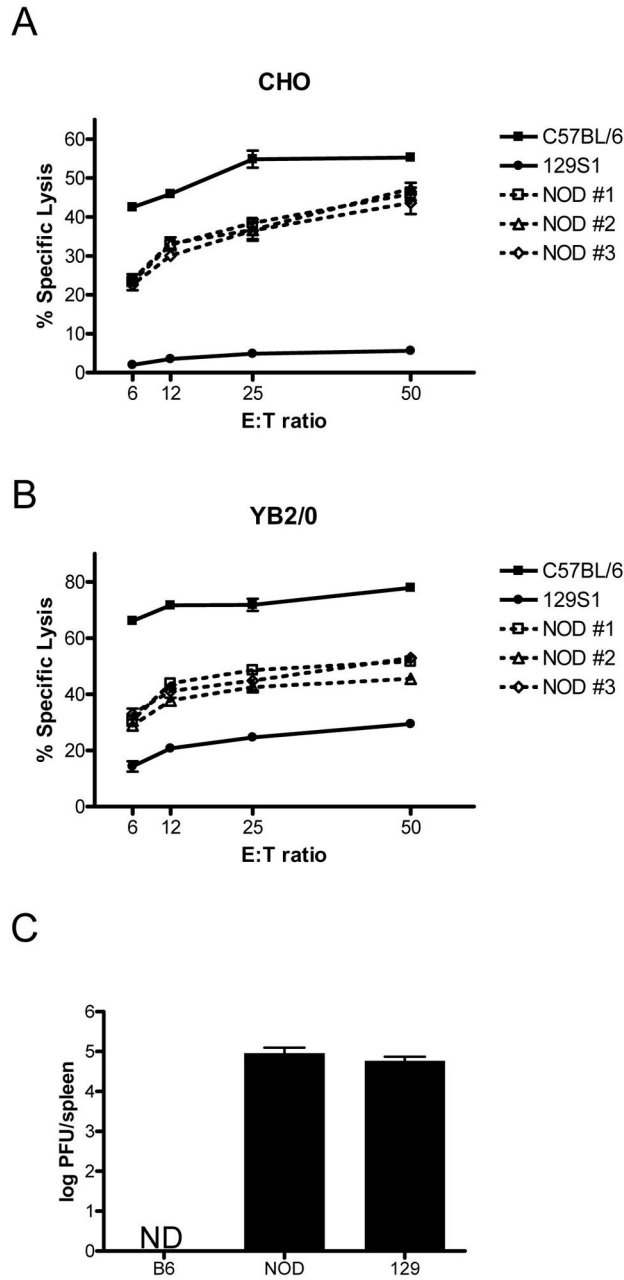 A
CHO
% Specific Lysis
60
50
40
30
20
10
0
6 12 25 50
E:T ratio
C57BL/6
129S1
NOD #1
NOD #2
NOD #3
B
YB2/0
% Specific Lysis
80
60
40
20
0
6 12 25 50
E:T ratio
C57BL/6
129S1
NOD #1
NOD #2
NOD #3
C
log PFU/spleen
6
5
4
3
2
1
0
ND
B6 NOD 129